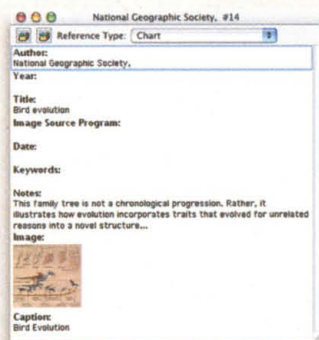 National Geographic Society, #14
Reference Type: Chart
Author:
National Geographic Society,
Year:
Title:
Bird evolution
Image Source Program:
Date:
Keywords:
Notes:
This family tree is not a chronological progression. Rather, it
illustrates how evolution incorporates traits that evolved for unrelated
reasons into a novel structure...
Image:
Caption:
Bird Evolution